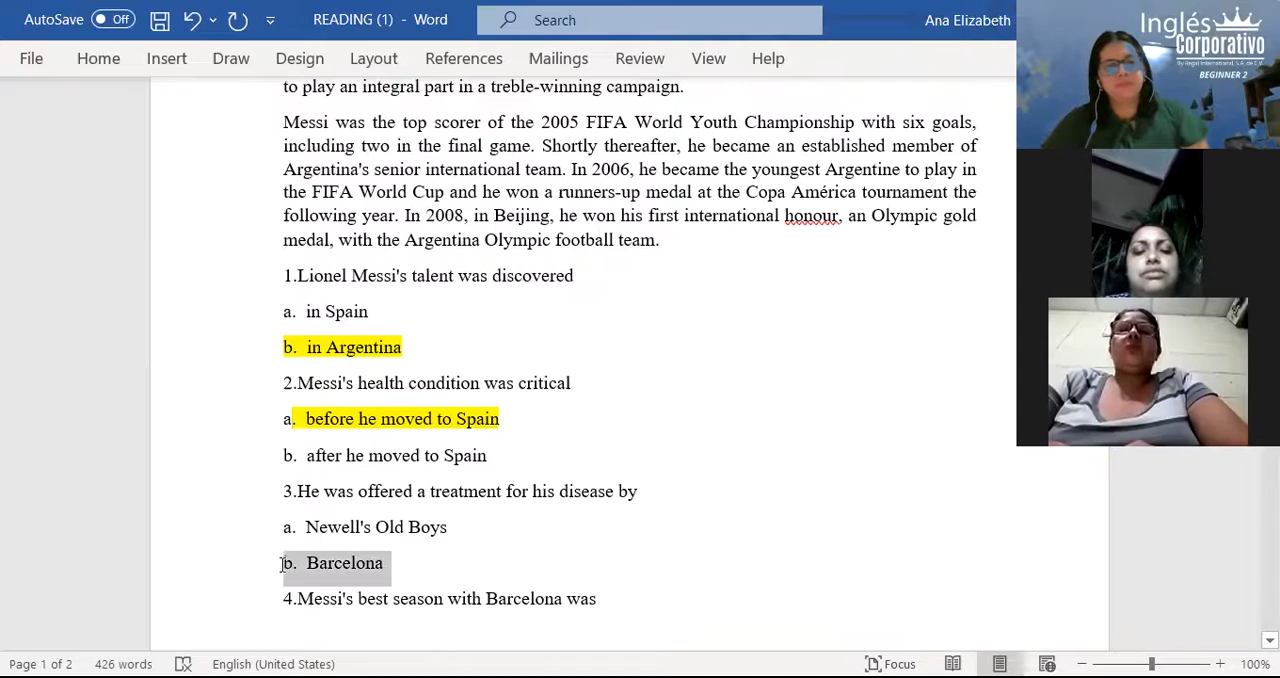 AutoSave Off READING (1) - Word Search Ana Elizabeth
File Home Insert Draw Design Layout References Mailings Review View Help
Inglés
Corporativo
By Regal International, S.A. de C.V.
BEGINNER 2
to play an integral part in a treble-winning campaign.
Messi was the top scorer of the 2005 FIFA World Youth Championship with six goals,
including two in the final game. Shortly thereafter, he became an established member of
Argentina's senior international team. In 2006, he became the youngest Argentine to play in
the FIFA World Cup and he won a runners-up medal at the Copa América tournament the
following year. In 2008, in Beijing, he won his first international honour, an Olympic gold
medal, with the Argentina Olympic football team.
1.Lionel Messi's talent was discovered
a. in Spain
b. in Argentina
2.Messi's health condition was critical
a. before he moved to Spain
b. after he moved to Spain
3.He was offered a treatment for his disease by
a. Newell's Old Boys
b. Barcelona
4.Messi's best season with Barcelona was
Page 1 of 2 426 words English (United States) Focus 100%